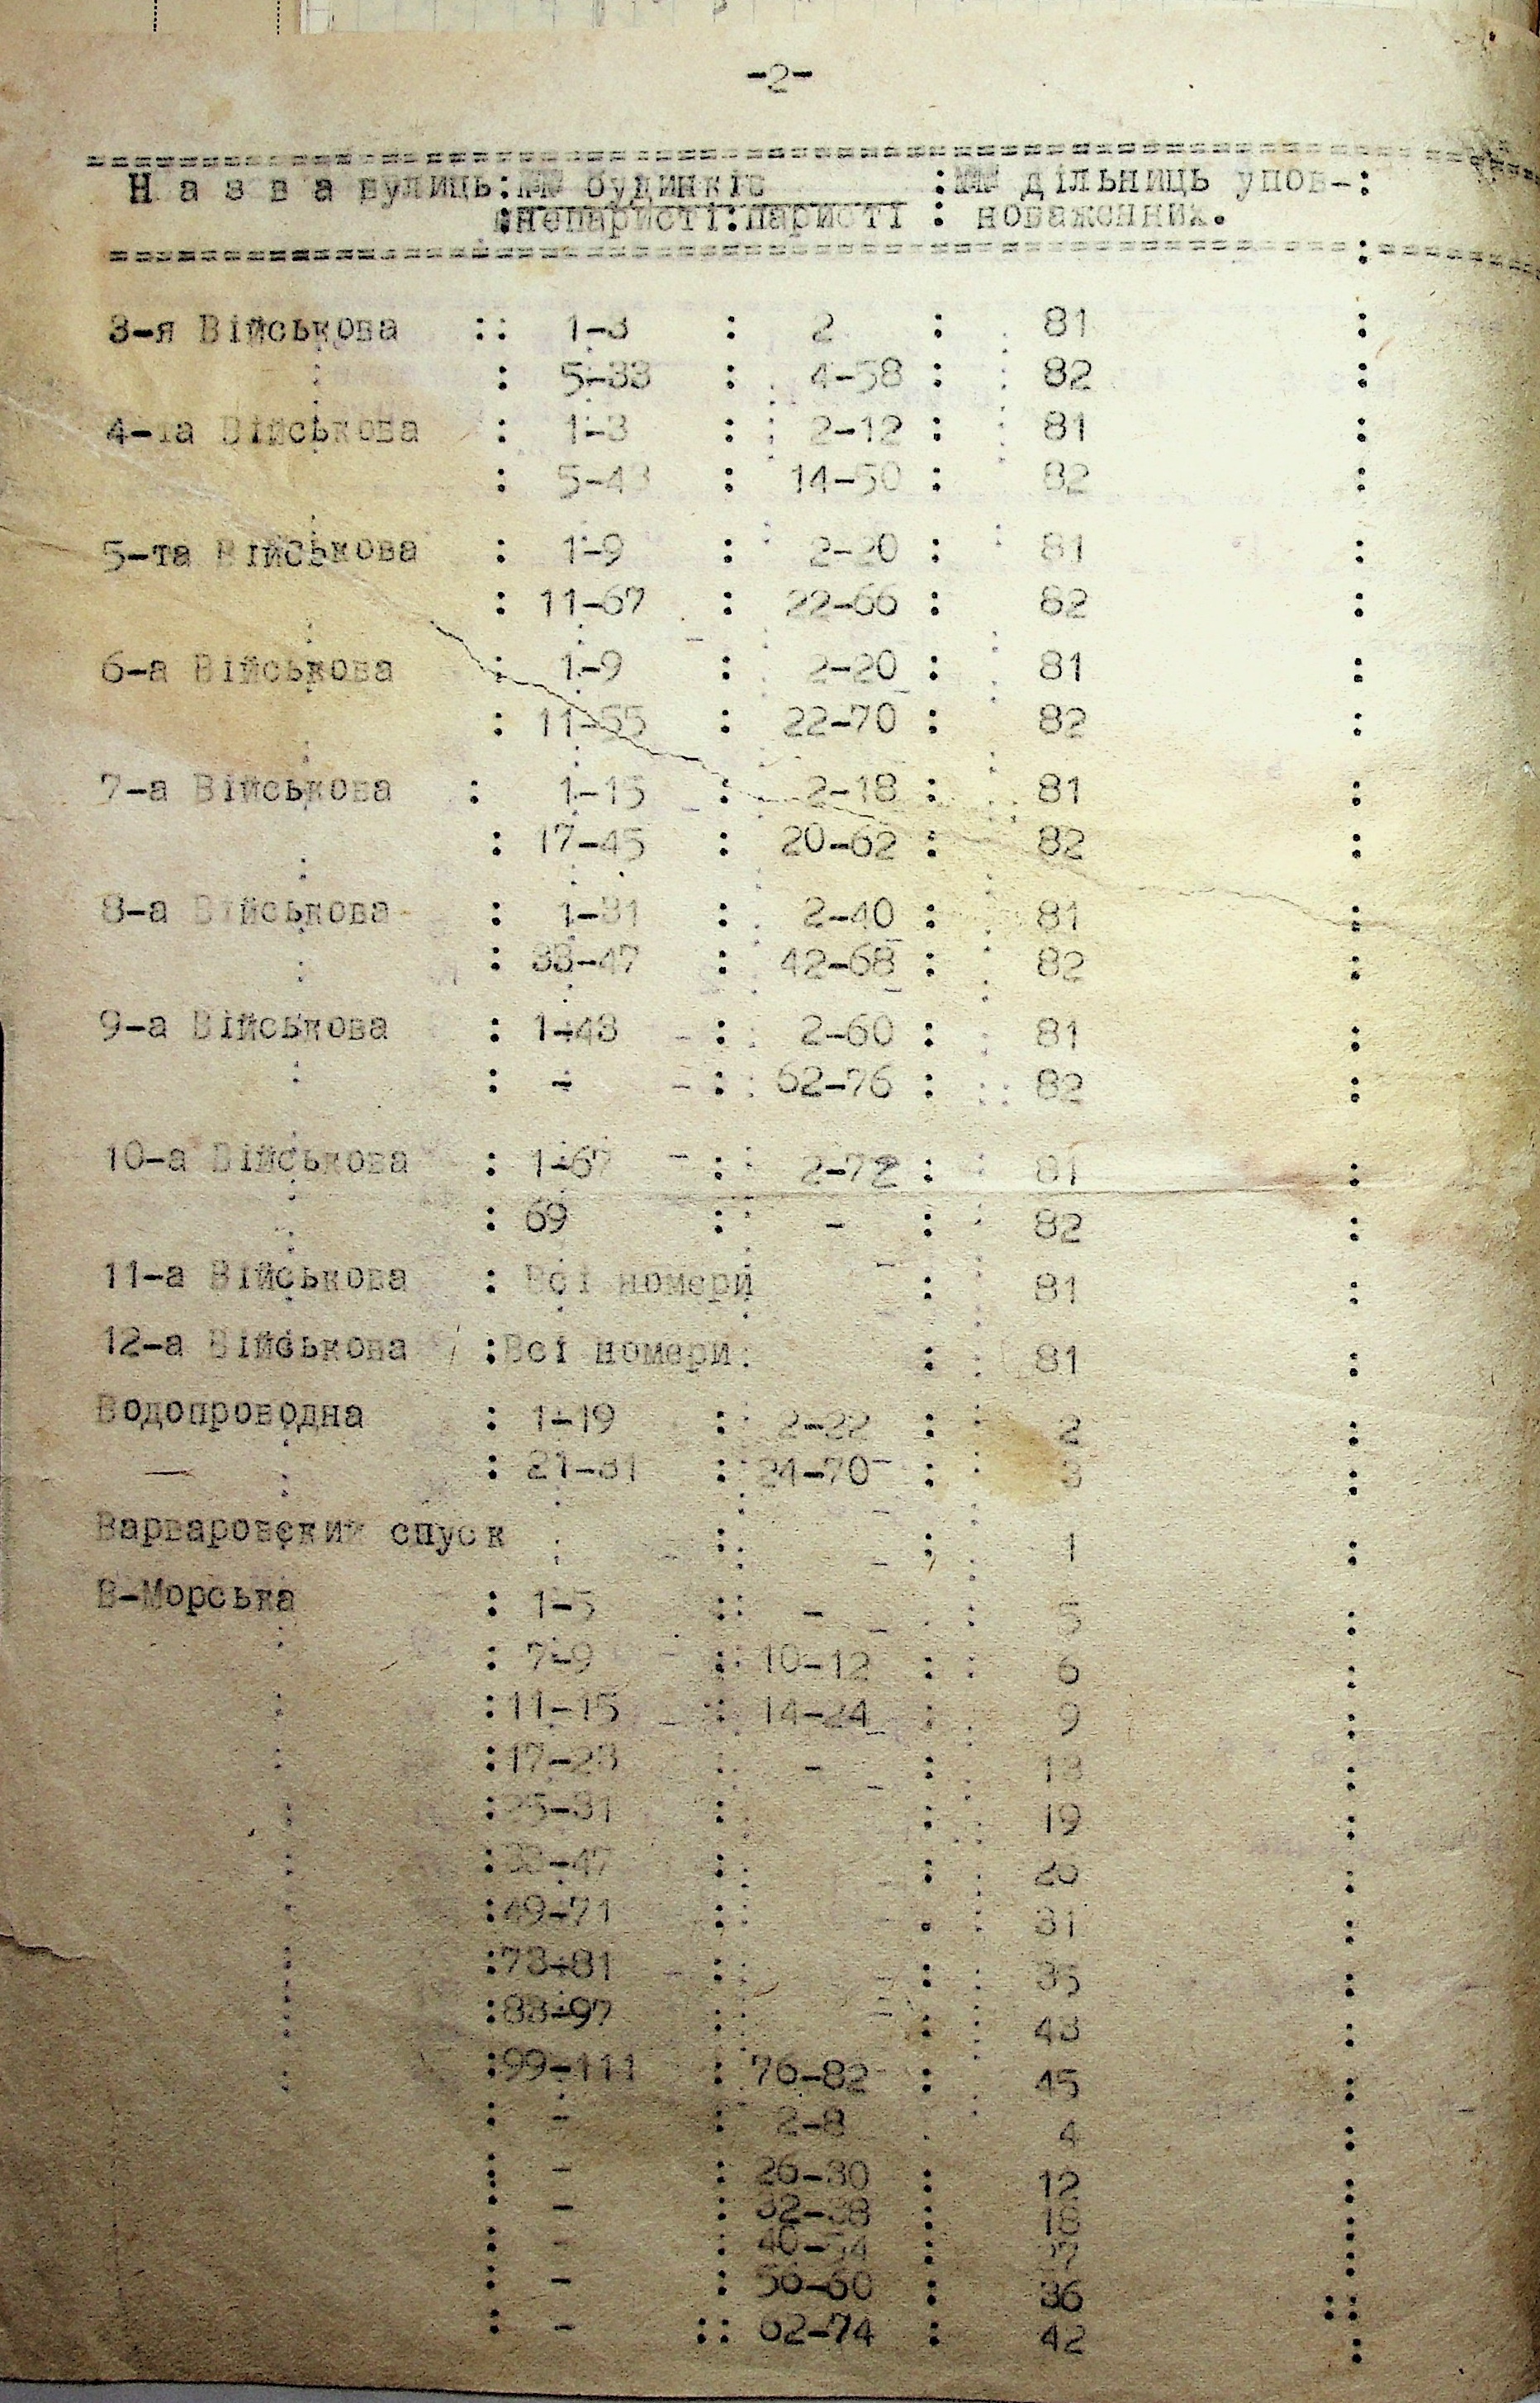 -2-
Н а з в а вулиць:№№ будинків :№№ дільниць упов-:
:непаристі:паристі : новаженних.
3-я Військова :: 1-3 : 2 : 81 :
: 5-33 : 4-58 : 82 :
4-та Військова : 1-3 : 2-12 : 81 :
: 5-43 : 14-50 : 82 :
5-та Військова : 1-9 : 2-20 : 81 :
: 11-67 : 22-66 : 82 :
6-а Військова : 1-9 : 2-20 : 81 :
: 11-55 : 22-70 : 82 :
7-а Військова : 1-15 : 2-18 : 81 :
: 17-45 : 20-62 : 82 :
8-а Військова : 1-31 : 2-40 : 81 :
: 33-47 : 42-68 : 82 :
9-а Військова : 1-43 : 2-60 : 81 :
: - : 62-76 : 82 :
10-а Військова : 1-67 : 2-72 : 81 :
: 69 : - : 82 :
11-а Військова : Всі номери : 81 :
12-а Військова :Всі номери : 81 :
Водопроводна : 1-19 : 2-22 : 2 :
: 21-81 : 24-70 : 3 :
Варваровский спуск : : 1 :
В-Морська : 1-5 :: - : 5 :
: 7-9 : 10-12 : 6 :
:11-15 : 14-24 : 9 :
:17-23 : - : 13 :
:25-31 : : 19 :
:33-47 : : :
:49-71 : : 31 :
:73-81 : : 35 :
:83-97 : : 43 :
:99-111 : 76-82 : 45 :
: - : 2-8 4 :
: - : 26-30 : 12 :
: - : 32-38 : 18 :
: - : 40-54 : :
: - : 56-60 : 36 ::
: - :: 62-74 : 42 :